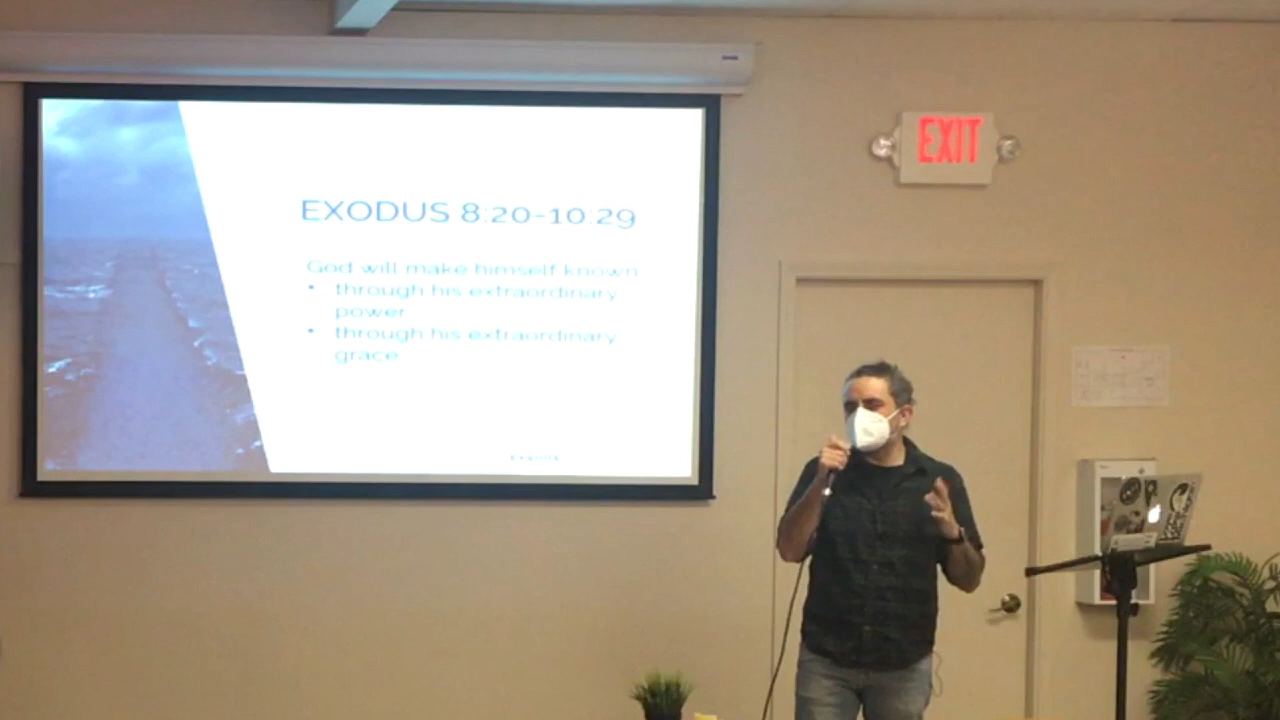 EXODUS 8:20-10:29
God will make himself known
• through his extraordinary
power
• through his extraordinary
grace
EXIT